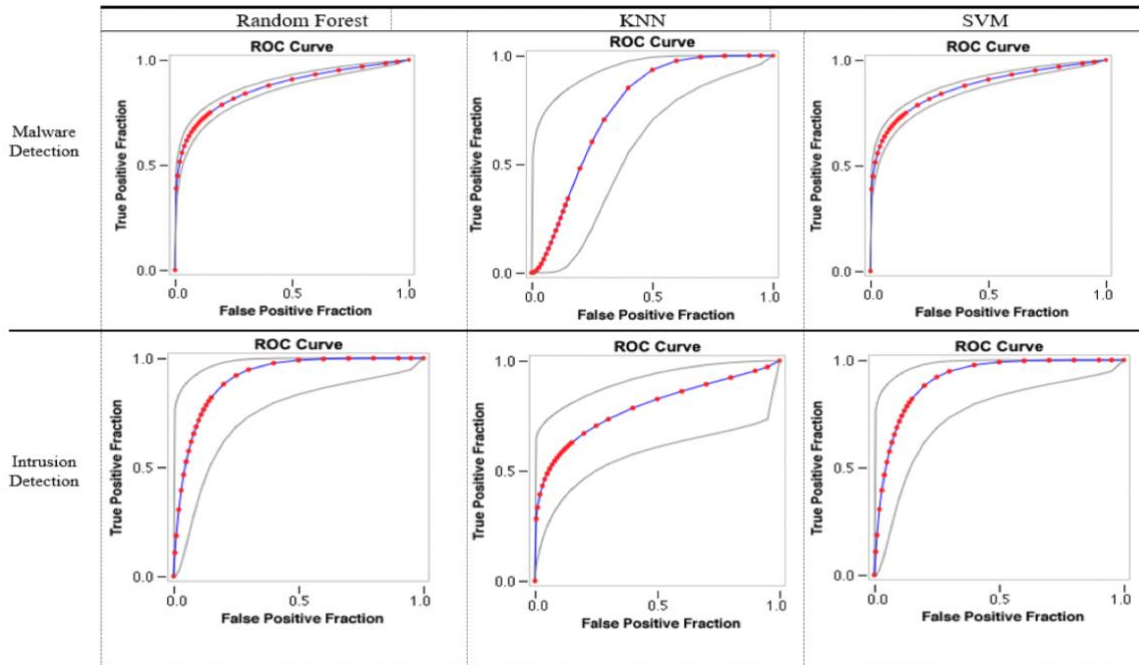 Random Forest KNN SVM
Malware
Detection
ROC Curve
True Positive Fraction
1.0
0.5
0.0
0.0 0.5 1.0
False Positive Fraction
ROC Curve
True Positive Fraction
1.0
0.5
0.0
0.0 0.5 1.0
False Positive Fraction
ROC Curve
True Positive Fraction
1.0
0.5
0.0
0.0 0.5 1.0
False Positive Fraction
Intrusion
Detection
ROC Curve
True Positive Fraction
1.0
0.5
0.0
0.0 0.5 1.0
False Positive Fraction
ROC Curve
True Positive Fraction
1.0
0.5
0.0
0.0 0.5 1.0
False Positive Fraction
ROC Curve
True Positive Fraction
1.0
0.5
0.0
0.0 0.5 1.0
False Positive Fraction